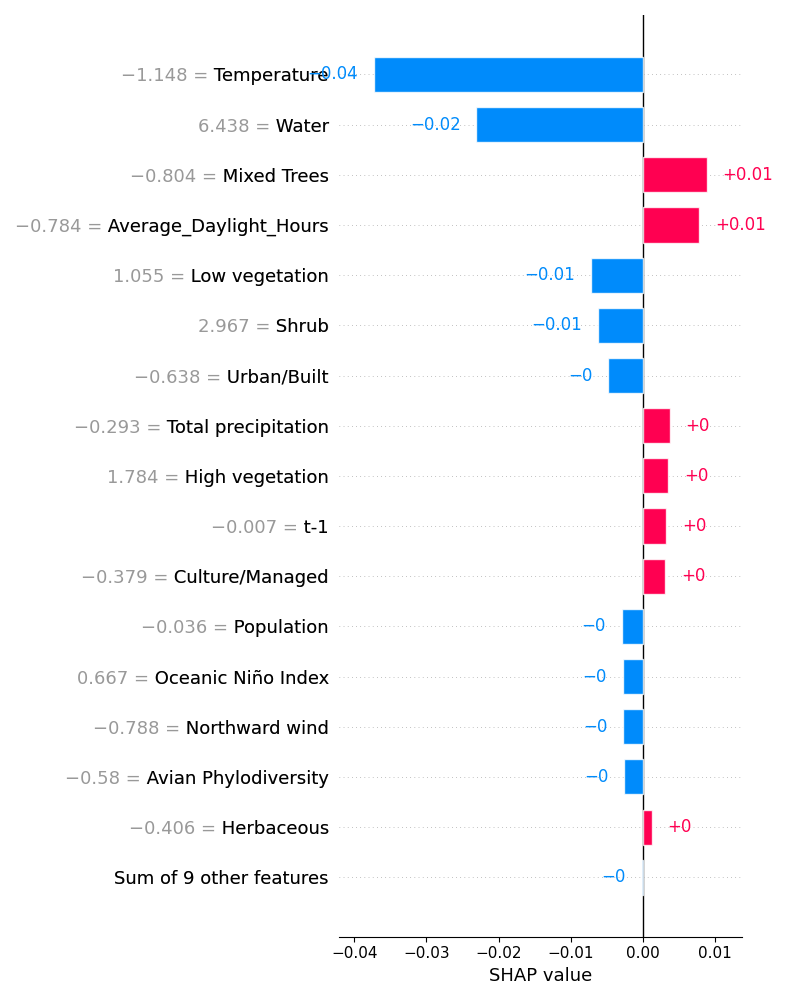 −1.148 = Temperature −0.04
6.438 = Water −0.02
−0.804 = Mixed Trees +0.01
−0.784 = Average_Daylight_Hours +0.01
1.055 = Low vegetation −0.01
2.967 = Shrub −0.01
−0.638 = Urban/Built −0
−0.293 = Total precipitation +0
1.784 = High vegetation +0
−0.007 = t-1 +0
−0.379 = Culture/Managed +0
−0.036 = Population −0
0.667 = Oceanic Niño Index −0
−0.788 = Northward wind −0
−0.58 = Avian Phylodiversity −0
−0.406 = Herbaceous +0
Sum of 9 other features −0
−0.04 −0.03 −0.02 −0.01 0.00 0.01
SHAP value